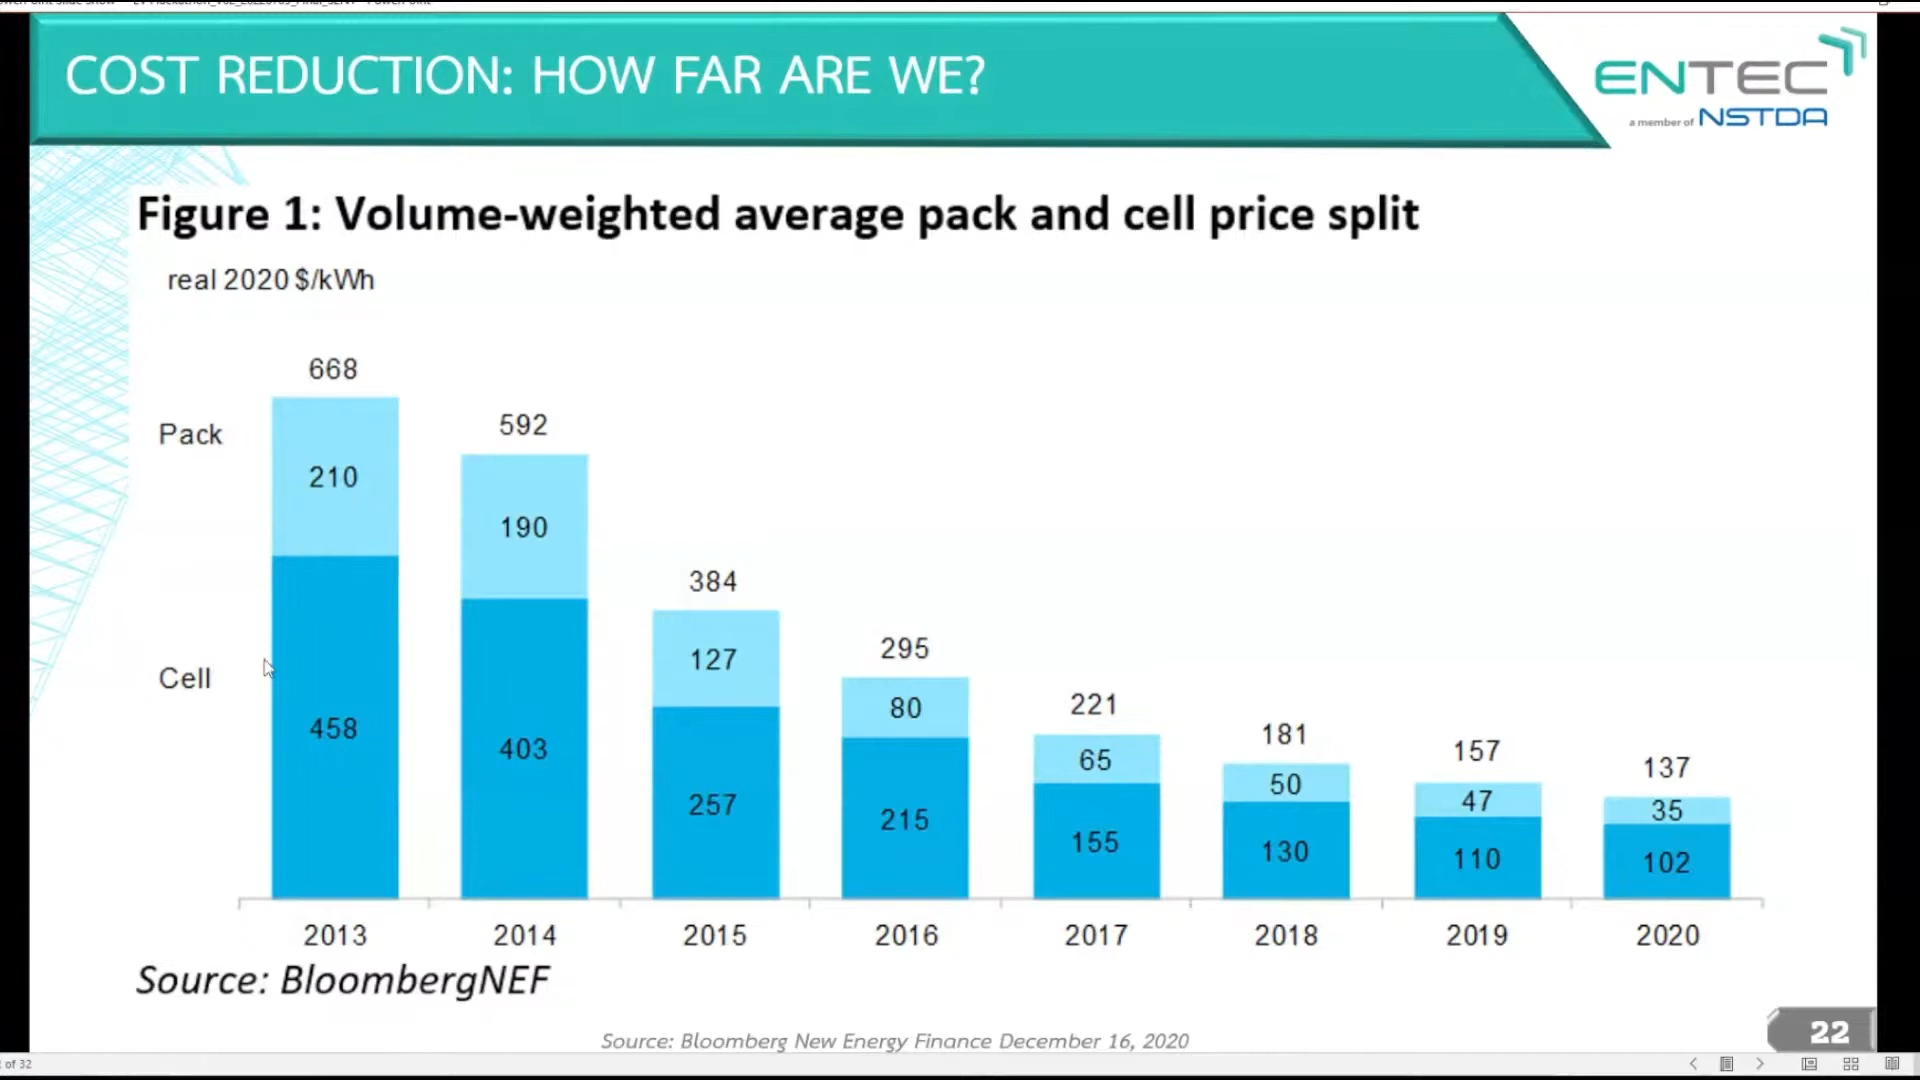 COST REDUCTION: HOW FAR ARE WE?
ENTEC
a member of NSTDA
Figure 1: Volume-weighted average pack and cell price split
real 2020 $/kWh
668
592
384
295
221
181
157
137
Pack
210
190
127
80
65
50
47
35
Cell
458
403
257
215
155
130
110
102
2013 2014 2015 2016 2017 2018 2019 2020
Source: BloombergNEF
Source: Bloomberg New Energy Finance December 16, 2020
22
of 32